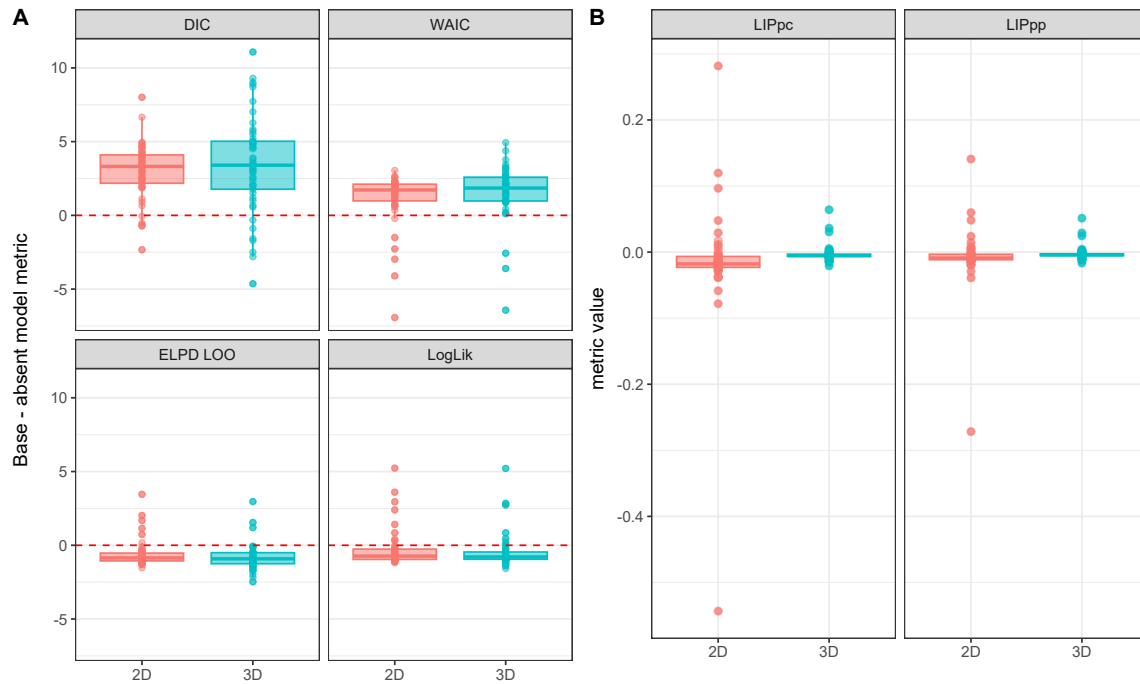 A
DIC
WAIC
10
5
0
-5
ELPD LOO
LogLik
10
5
0
-5
2D
3D
2D
3D
Base - absent model metric
B
LIPpc
LIPpp
0.2
0.0
-0.2
-0.4
2D
3D
2D
3D
metric value